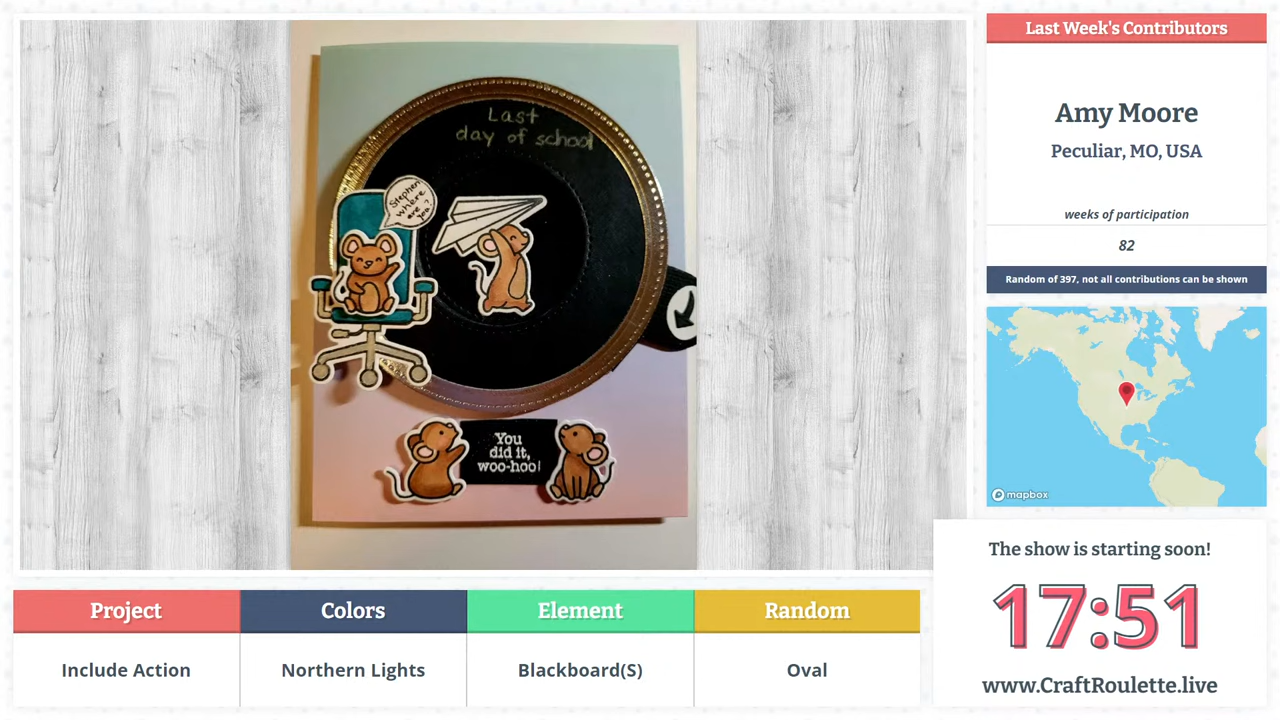 Last
day of school
Stephen
where
are
you?
You
did it,
woo-hoo!
Last Week's Contributors
Amy Moore
Peculiar, MO, USA
weeks of participation
82
Random of 397, not all contributions can be shown
mapbox
The show is starting soon!
17:51
www.CraftRoulette.live
Project
Colors
Element
Random
Include Action
Northern Lights
Blackboard(S)
Oval